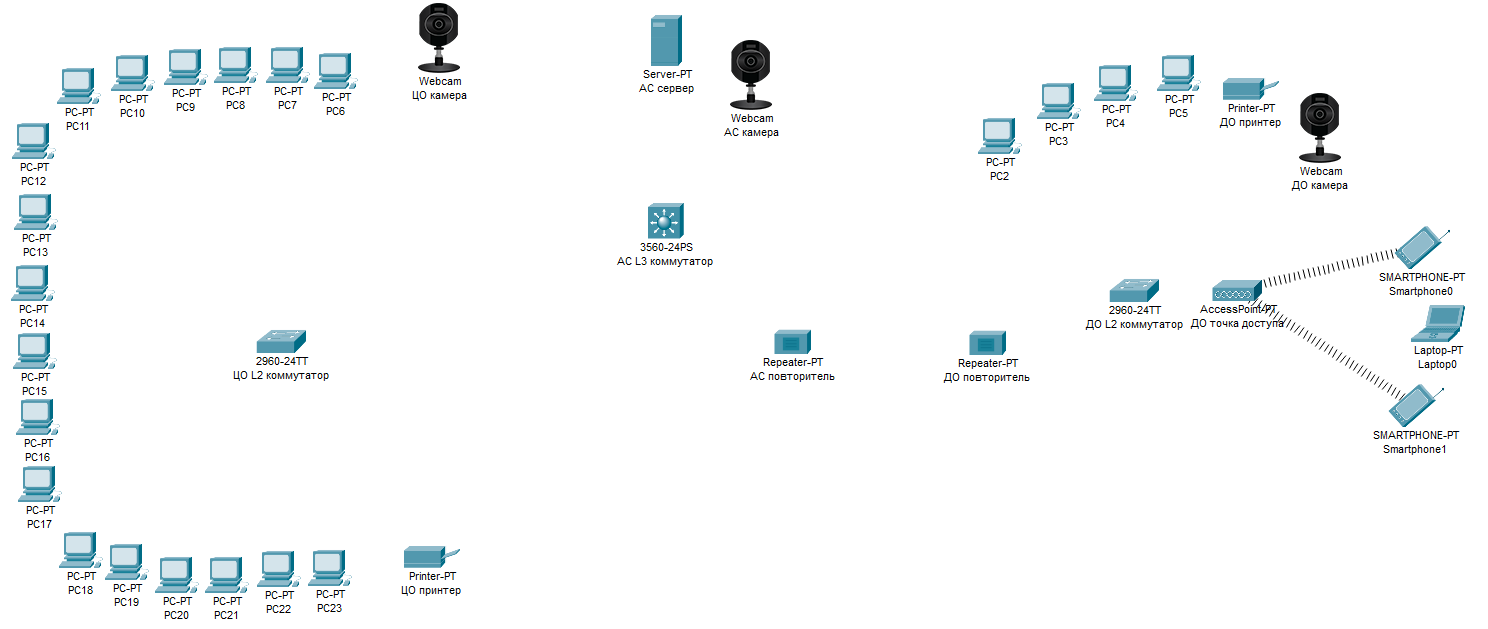 Webcam
ЦО камера
Server-PT
АС сервер
Webcam
АС камера
PC-PT
PC11
PC-PT
PC10
PC-PT
PC9
PC-PT
PC8
PC-PT
PC7
PC-PT
PC6
PC-PT
PC2
PC-PT
PC3
PC-PT
PC4
PC-PT
PC5
Printer-PT
ДО принтер
Webcam
ДО камера
PC-PT
PC12
PC-PT
PC13
PC-PT
PC14
PC-PT
PC15
PC-PT
PC16
PC-PT
PC17
3560-24PS
АС L3 коммутатор
2960-24TT
ЦО L2 коммутатор
Repeater-PT
АС повторитель
Repeater-PT
ДО повторитель
2960-24TT
ДО L2 коммутатор
AccessPoint-PT
ДО точка доступа
SMARTPHONE-PT
Smartphone0
Laptop-PT
Laptop0
SMARTPHONE-PT
Smartphone1
PC-PT
PC18
PC-PT
PC19
PC-PT
PC20
PC-PT
PC21
PC-PT
PC22
PC-PT
PC23
Printer-PT
ЦО принтер